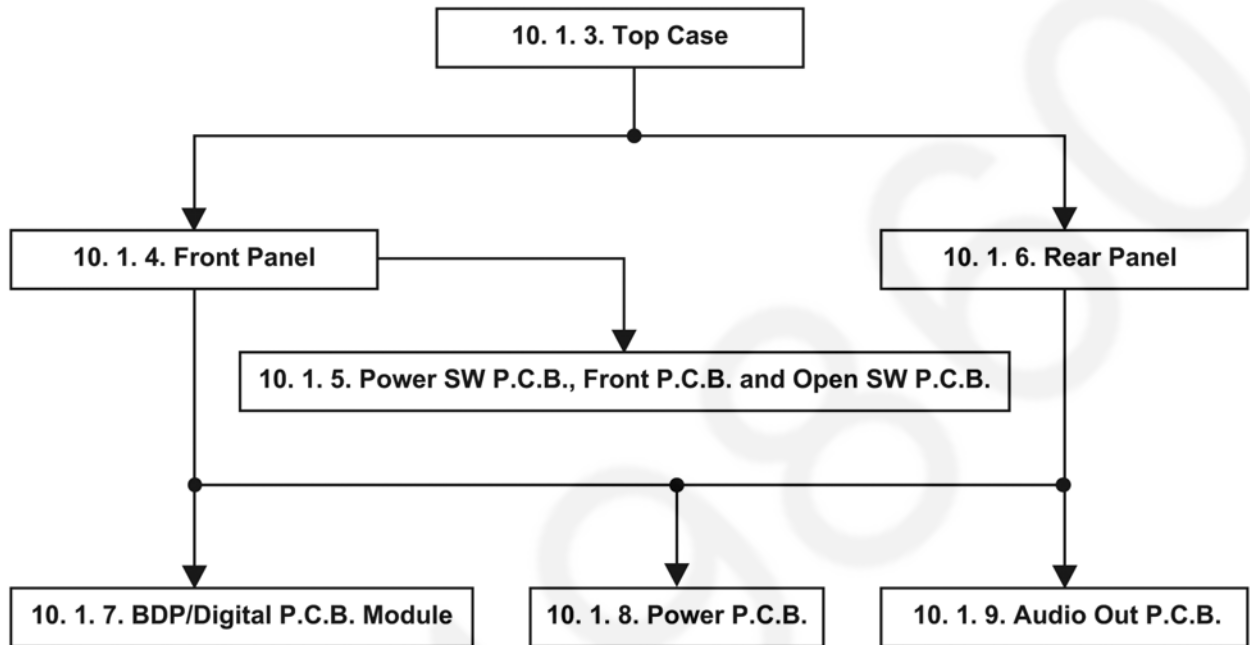 10. 1. 3. Top Case
10. 1. 4. Front Panel
10. 1. 6. Rear Panel
10. 1. 5. Power SW P.C.B., Front P.C.B. and Open SW P.C.B.
10. 1. 7. BDP/Digital P.C.B. Module
10. 1. 8. Power P.C.B.
10. 1. 9. Audio Out P.C.B.